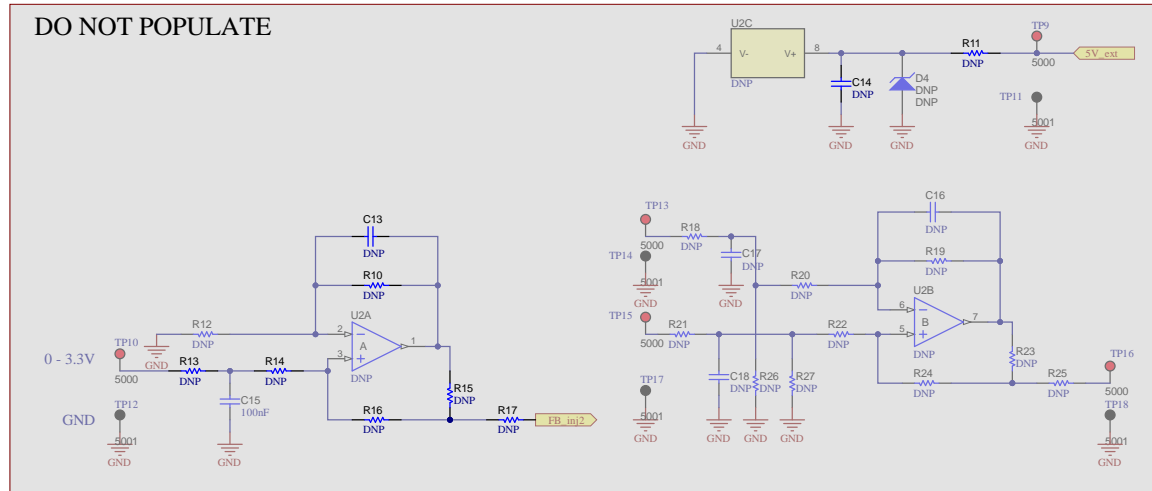 DO NOT POPULATE
U2C
4
V-
V+
8
DNP
C14
DNP
D4
DNP
DNP
R11
DNP
TP9
5000
5V_ext
TP11
5001
GND
GND
GND
GND
C13
DNP
R10
DNP
U2A
2
3
A
1
DNP
R12
DNP
GND
0 - 3.3V
TP10
5000
R13
DNP
R14
DNP
C15
100nF
GND
GND
TP12
5001
GND
R16
DNP
R15
DNP
R17
DNP
FB_inj2
TP13
5000
R18
DNP
C17
DNP
GND
TP14
5001
GND
R20
DNP
C16
DNP
R19
DNP
U2B
6
5
B
7
DNP
TP15
5000
R21
DNP
R22
DNP
C18
DNP
R26
DNP
R27
DNP
GND
GND
GND
TP17
5001
GND
R24
DNP
R23
DNP
R25
DNP
TP16
5000
TP18
5001
GND